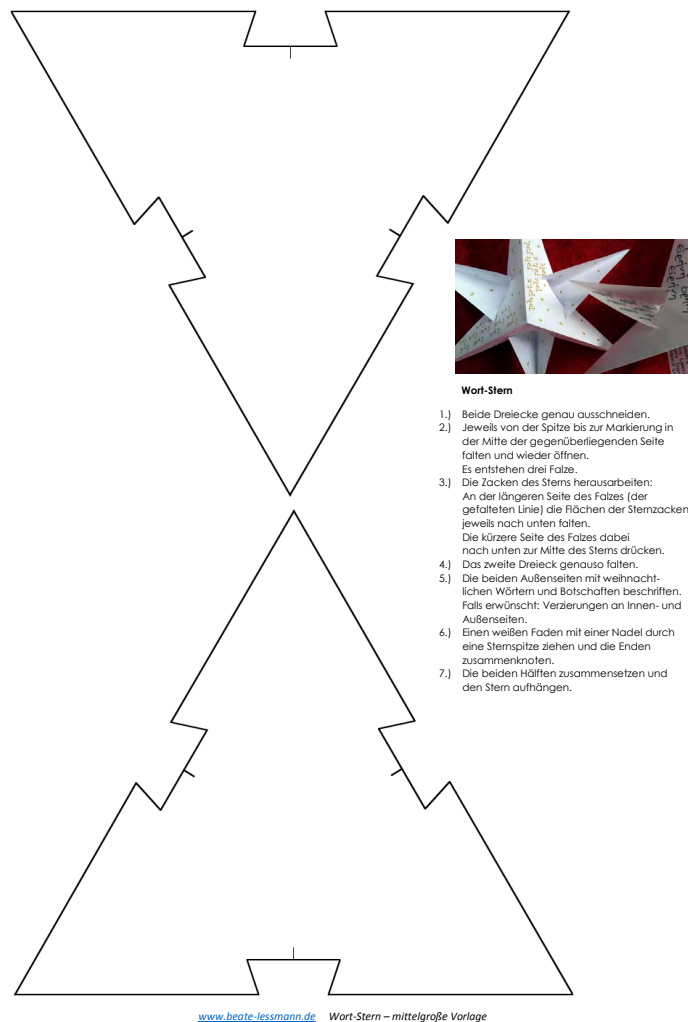 Wort-Stern
1.) Beide Dreiecke genau ausschneiden.
2.) Jeweils von der Spitze bis zur Markierung in
der Mitte der gegenüberliegenden Seite
falten und wieder öffnen.
Es entstehen drei Falze.
3.) Die Zacken des Sterns herausarbeiten:
An der längeren Seite des Falzes (der
gefalteten Linie) die Flächen der Sternzacken
jeweils nach unten falten.
Die kürzere Seite des Falzes dabei
nach unten zur Mitte des Sterns drücken.
4.) Das zweite Dreieck genauso falten.
5.) Die beiden Außenseiten mit weihnacht-
lichen Wörtern und Botschaften beschriften.
Falls erwünscht: Verzierungen an Innen- und
Außenseiten.
6.) Einen weißen Faden mit einer Nadel durch
eine Sternspitze ziehen und die Enden
zusammenknoten.
7.) Die beiden Hälften zusammensetzen und
den Stern aufhängen.
www.beate-lessmann.de Wort-Stern – mittelgroße Vorlage